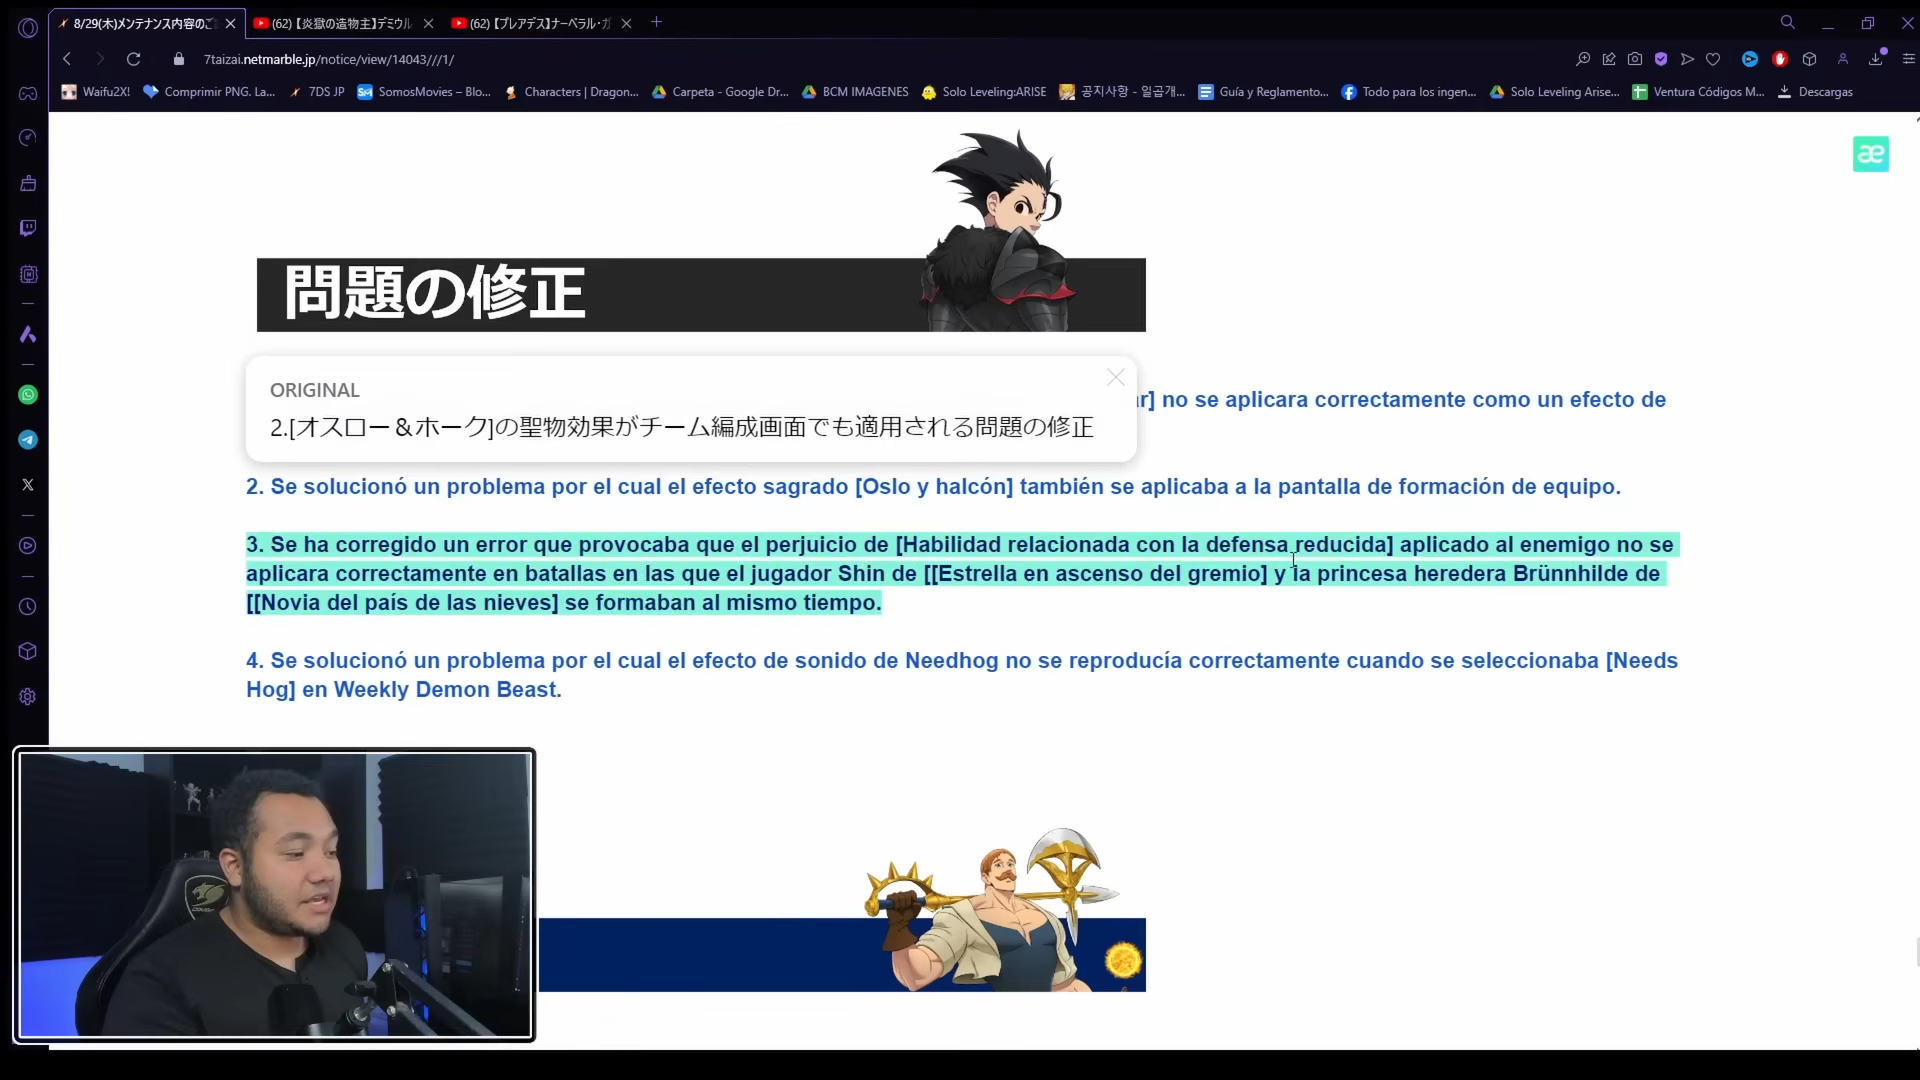 8/29(木)メンテナンス内容のご
(62)【炎獄の造物主】デミウル
(62)【プレアデス】ナーベラル・ガ
7taizai.netmarble.jp/notice/view/14043///1/
Waifu2X!
Comprimir PNG. La...
7DS JP
SomosMovies – Blo...
Characters | Dragon...
Carpeta - Google Dr...
BCM IMAGENES
Solo Leveling:ARISE
공지사항 - 일곱개...
Guía y Reglamento...
Todo para los ingen...
Solo Leveling Arise...
Ventura Códigos M...
Descargas
æ
問題の修正
ORIGINAL
2.[オスロー＆ホーク]の聖物効果がチーム編成画面でも適用される問題の修正
r] no se aplicara correctamente como un efecto de
2. Se solucionó un problema por el cual el efecto sagrado [Oslo y halcón] también se aplicaba a la pantalla de formación de equipo.
3. Se ha corregido un error que provocaba que el perjuicio de [Habilidad relacionada con la defensa reducida] aplicado al enemigo no se
aplicara correctamente en batallas en las que el jugador Shin de [[Estrella en ascenso del gremio] y la princesa heredera Brünnhilde de
[[Novia del país de las nieves] se formaban al mismo tiempo.
4. Se solucionó un problema por el cual el efecto de sonido de Needhog no se reproducía correctamente cuando se seleccionaba [Needs
Hog] en Weekly Demon Beast.